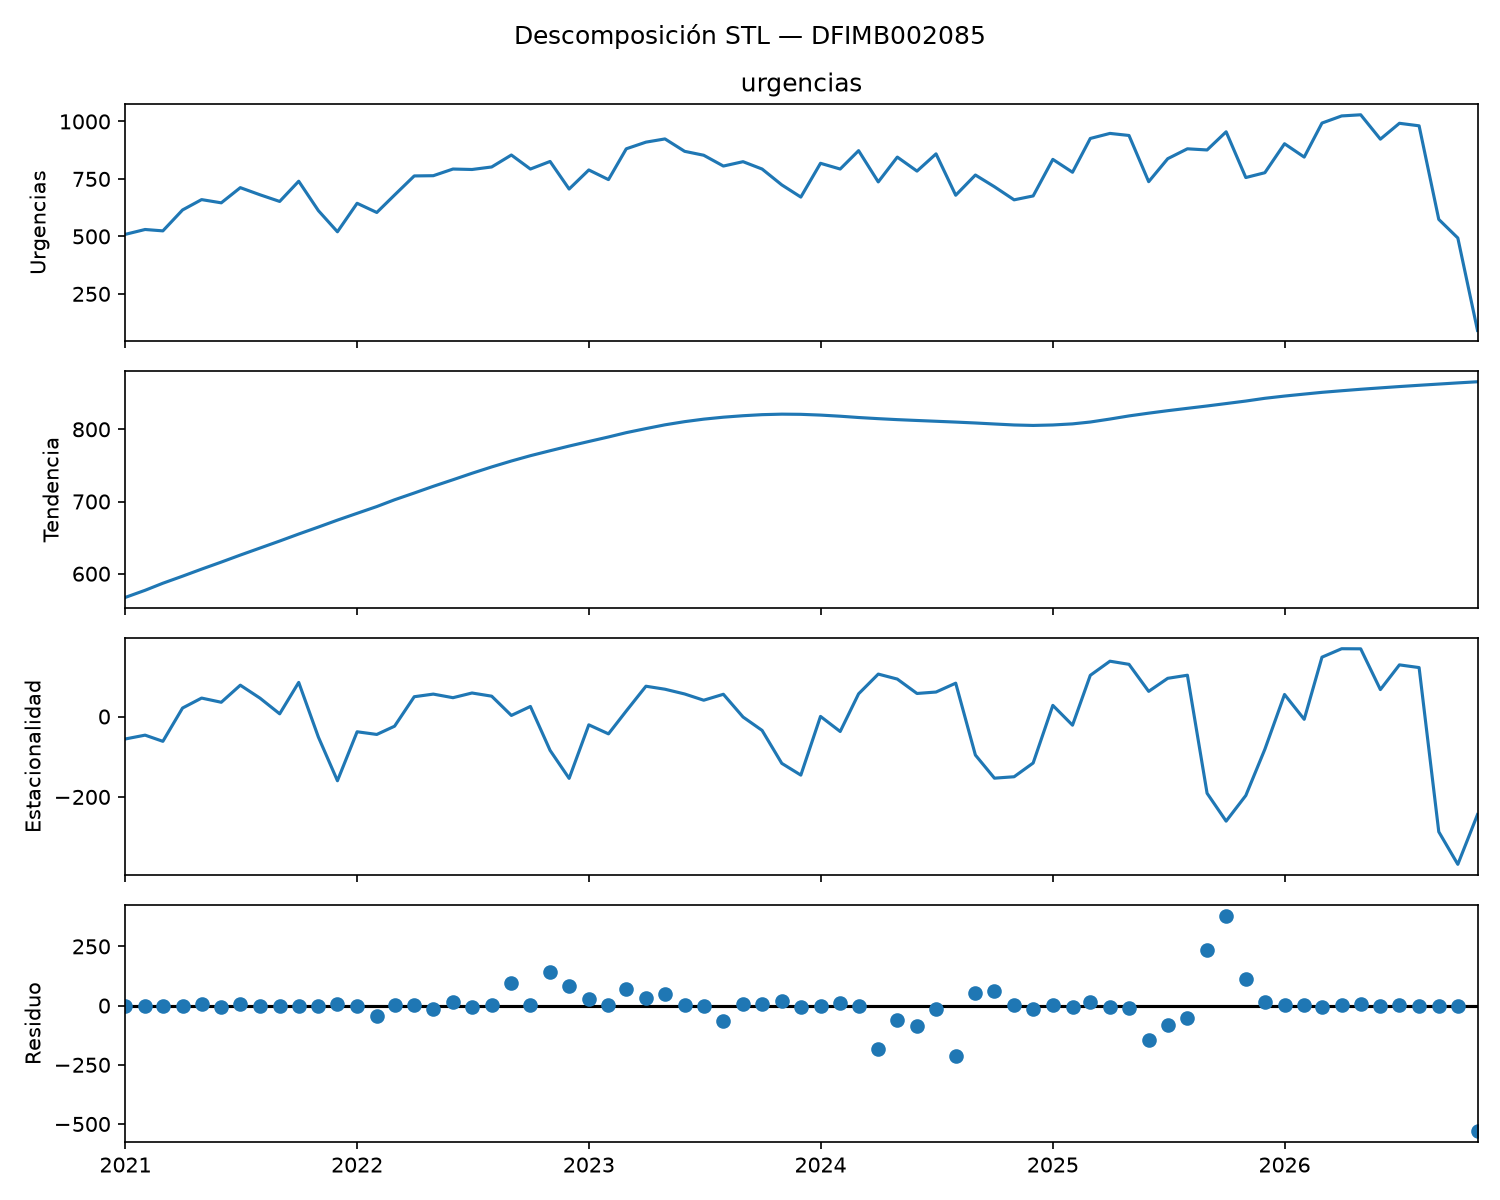 Descomposición STL — DFIMB002085
urgencias
Urgencias
1000
750
500
250
Tendencia
800
700
600
Estacionalidad
0
−200
Residuo
250
0
−250
−500
2021 2022 2023 2024 2025 2026